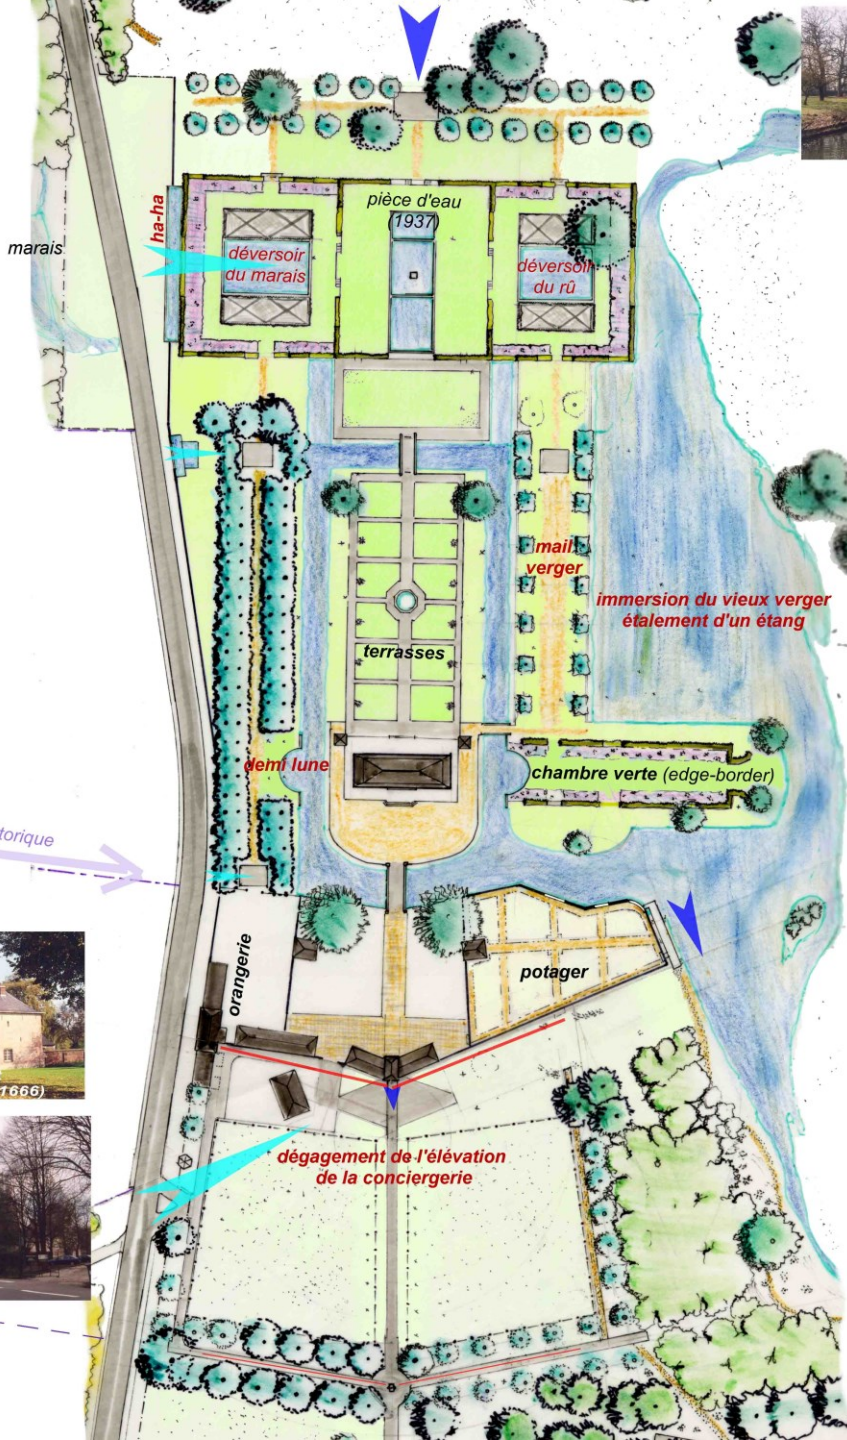 pièce d'eau
(1937)
ha-ha
marais
déversoir
du marais
déversoir
du rû
mail
verger
immersion du vieux verger
étalement d'un étang
terrasses
demi lune
chambre verte (edge-border)
torique
orangerie
potager
1666)
dégagement de l'élévation
de la conciergerie